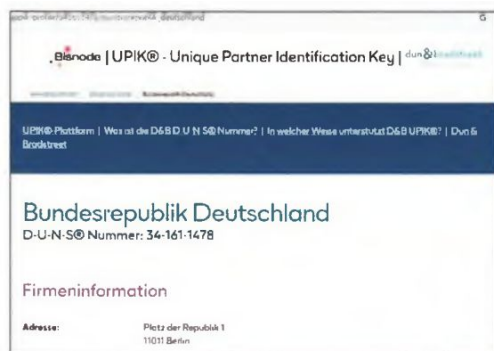 Bisnode | UPIK® - Unique Partner Identification Key | dun & bradstreet
UPIK®-Plattform | Was ist die D&B D U N S® Nummer? | In welcher Weise unterstützt D&B UPIK®? | Dun &
Bradstreet
Bundesrepublik Deutschland
D-U-N-S® Nummer: 34-161-1478
Firmeninformation
Adresse: Platz der Republik 1
11011 Berlin